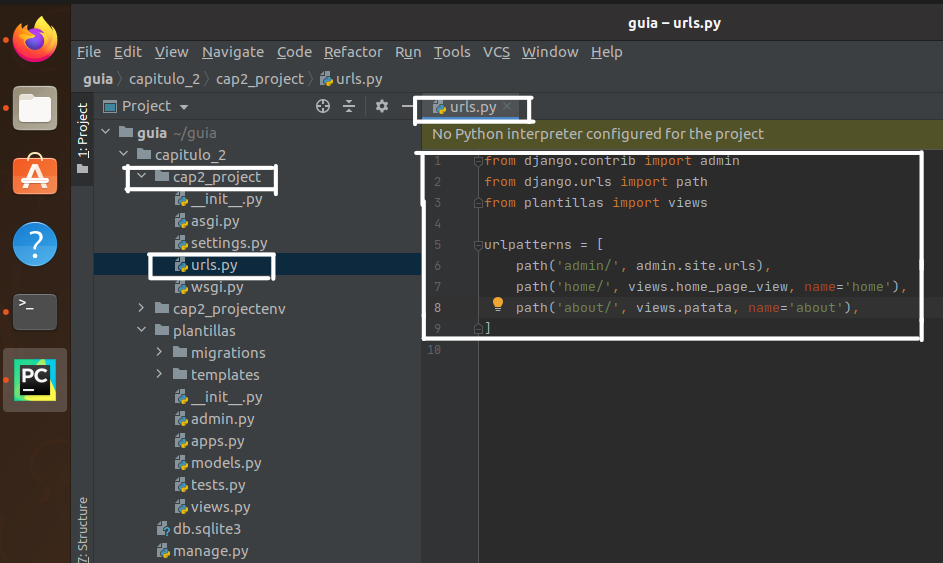 guia – urls.py
File Edit View Navigate Code Refactor Run Tools VCS Window Help
guia capitulo_2 cap2_project urls.py
1: Project
Project
urls.py
No Python interpreter configured for the project
guia ~/guia
capitulo_2
cap2_project
__init__.py
asgi.py
settings.py
urls.py
wsgi.py
cap2_projectenv
plantillas
migrations
templates
__init__.py
admin.py
apps.py
models.py
tests.py
views.py
db.sqlite3
manage.py
1 from django.contrib import admin
2 from django.urls import path
3 from plantillas import views
4
5 urlpatterns = [
6 path('admin/', admin.site.urls),
7 path('home/', views.home_page_view, name='home'),
8 path('about/', views.patata, name='about'),
9 ]
10
7: Structure
A
?
>_
PC